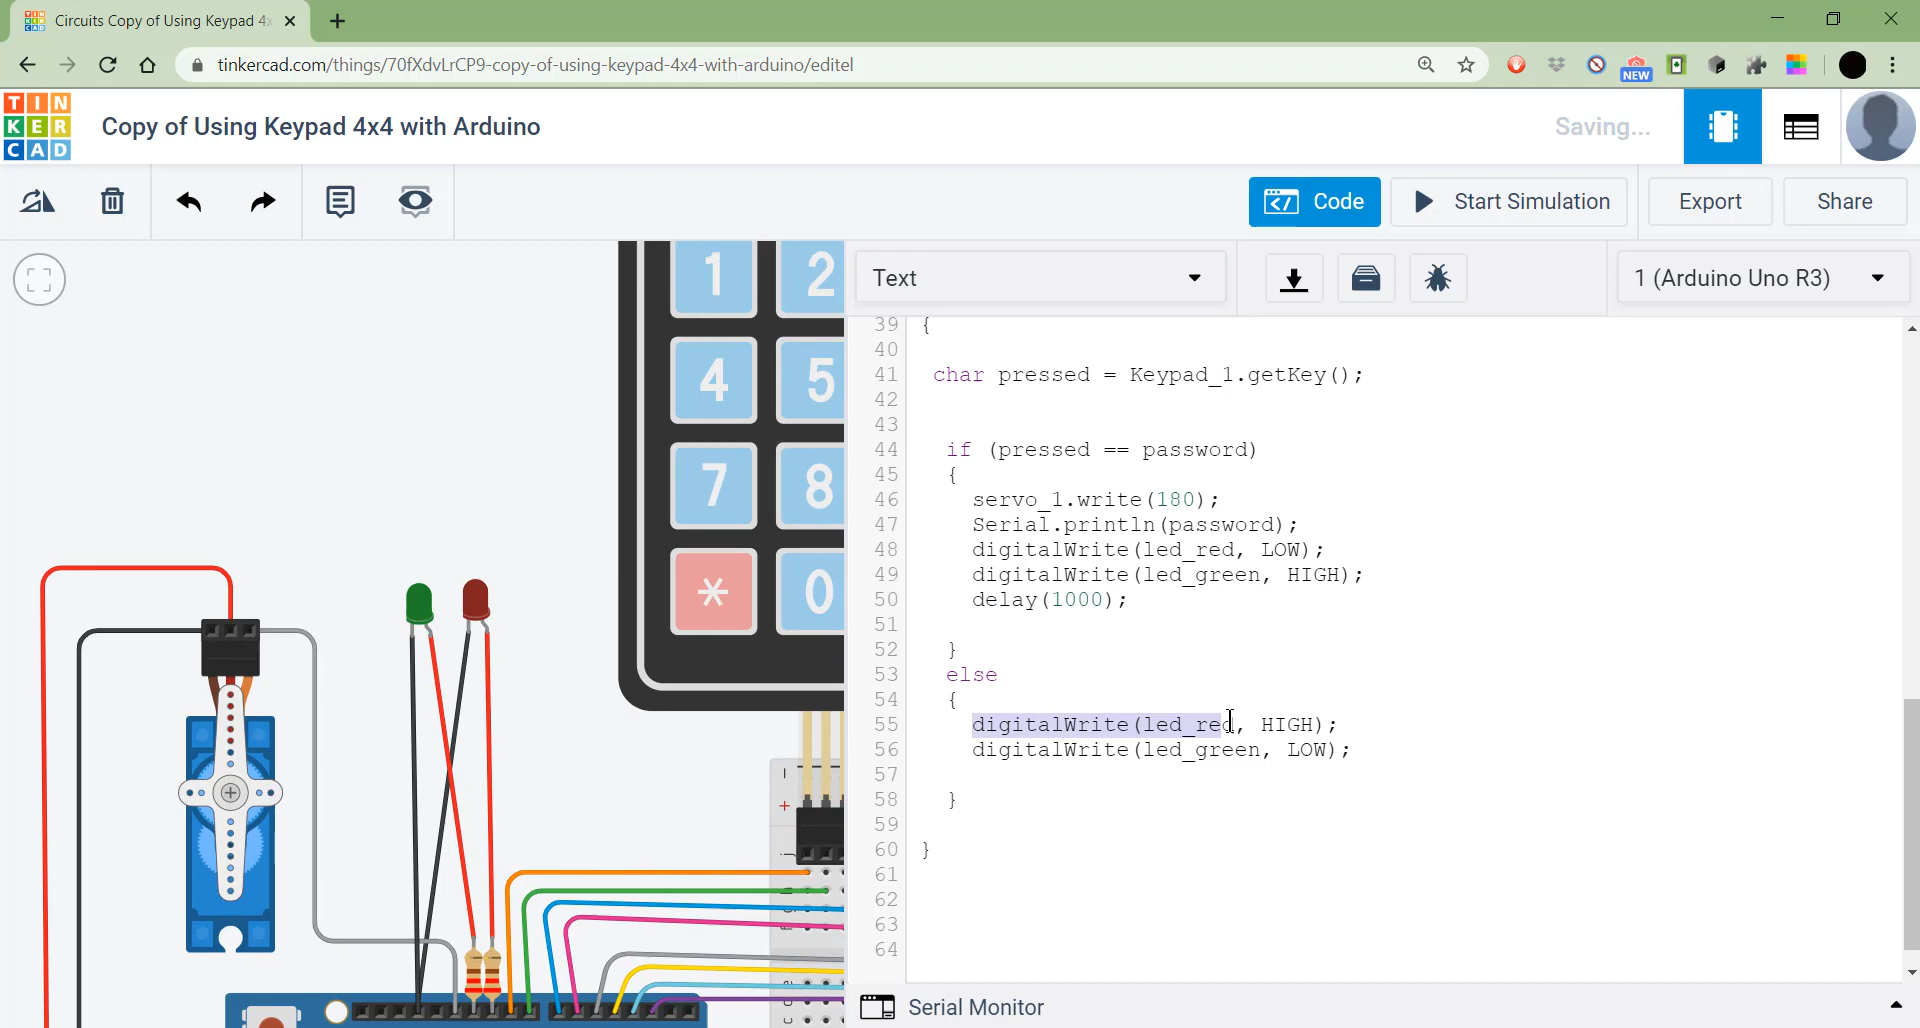 Circuits Copy of Using Keypad 4x
tinkercad.com/things/70fXdvLrCP9-copy-of-using-keypad-4x4-with-arduino/editel
NEW
TIN
KER
CAD
Copy of Using Keypad 4x4 with Arduino
Saving...
Code
Start Simulation
Export
Share
Text
1 (Arduino Uno R3)
1 2
4 5
7 8
* 0
39 {
40
41 char pressed = Keypad_1.getKey();
42
43
44 if (pressed == password)
45 {
46 servo_1.write(180);
47 Serial.println(password);
48 digitalWrite(led_red, LOW);
49 digitalWrite(led_green, HIGH);
50 delay(1000);
51
52 }
53 else
54 {
55 digitalWrite(led_red, HIGH);
56 digitalWrite(led_green, LOW);
57
58 }
59
60 }
61
62
63
64
Serial Monitor